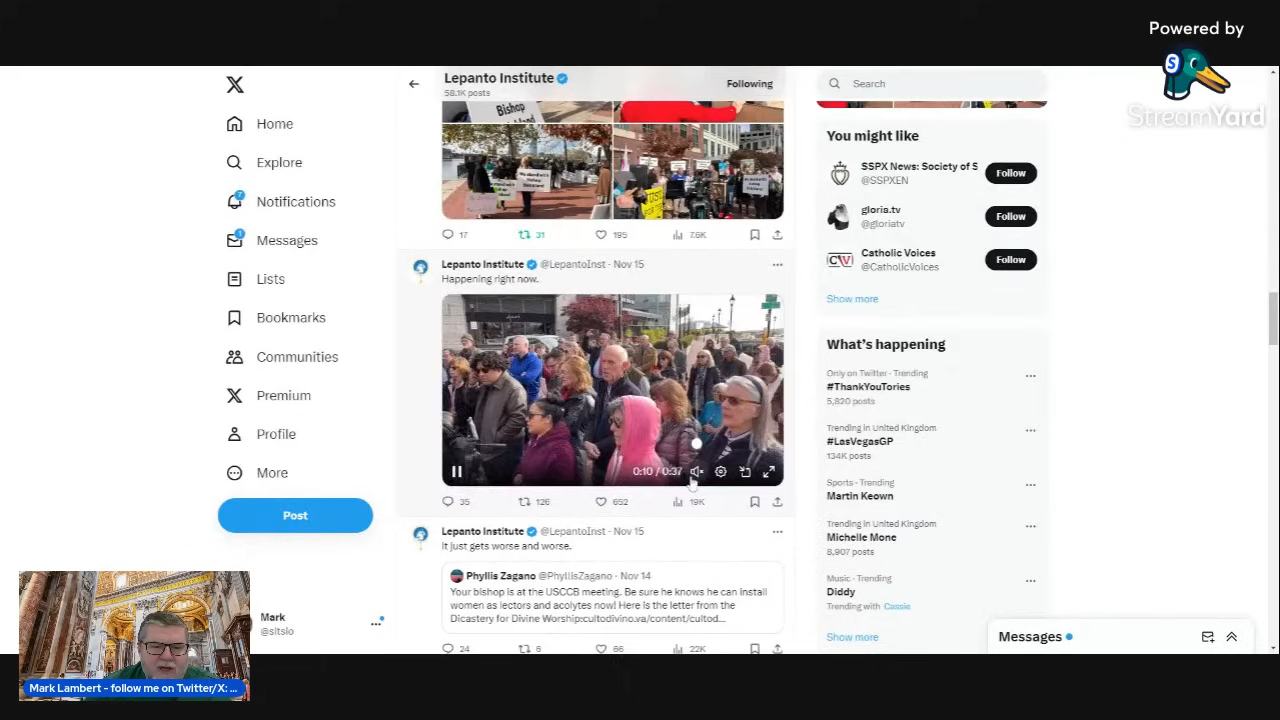 Powered by
StreamYard
Home
Explore
Notifications
Messages
Lists
Bookmarks
Communities
Premium
Profile
More
Post
Mark
@sitsio
Lepanto Institute
58.1K posts
Following
Bishop
17 31 195 7.6K
Lepanto Institute @LepantoInst · Nov 15
Happening right now.
0:10 / 0:37
35 126 652 19K
Lepanto Institute @LepantoInst · Nov 15
It just gets worse and worse.
Phyllis Zagano @PhyllisZagano · Nov 14
Your bishop is at the USCCB meeting. Be sure he knows he can install
women as lectors and acolytes now! Here is the letter from the
Dicastery for Divine Worship:cultodivino.va/content/cultod...
24 6 66 22K
Search
You might like
SSPX News: Society of S
@SSPXEN
Follow
gloria.tv
@gloriatv
Follow
Catholic Voices
@CatholicVoices
Follow
Show more
What's happening
Only on Twitter · Trending
#ThankYouTories
5,820 posts
Trending in United Kingdom
#LasVegasGP
134K posts
Sports · Trending
Martin Keown
Trending in United Kingdom
Michelle Mone
8,907 posts
Music · Trending
Diddy
Trending with Cassie
Show more
Messages
Mark Lambert - follow me on Twitter/X: ...